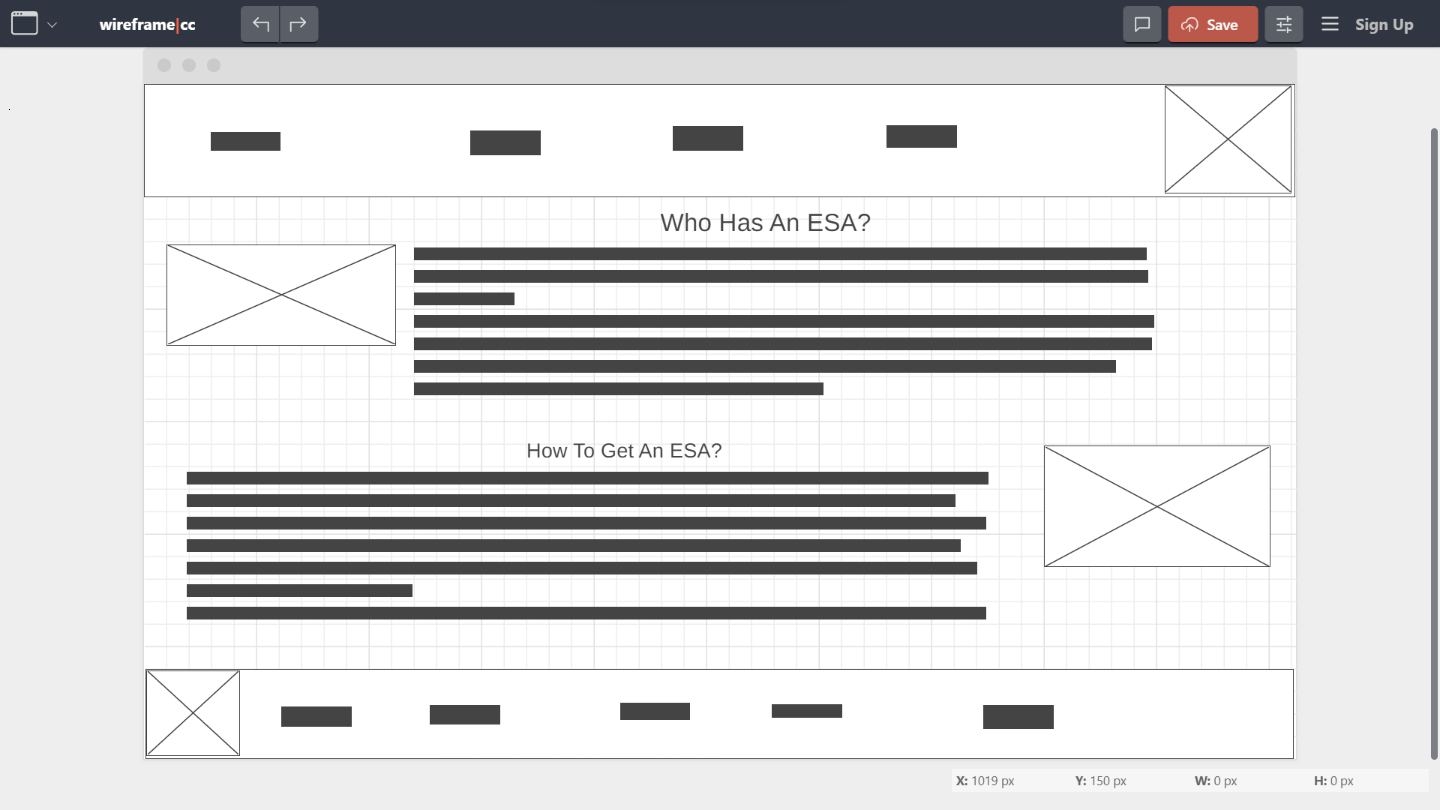 wireframe|cc
Save
Sign Up
Who Has An ESA?
How To Get An ESA?
X: 1019 px Y: 150 px W: 0 px H: 0 px